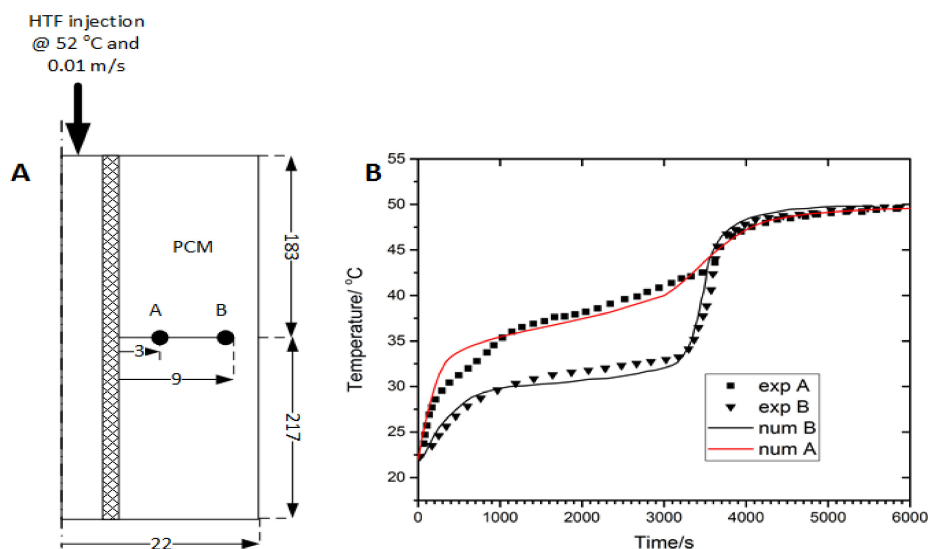 HTF injection
@ 52 °C and
0.01 m/s
A
PCM
183
A
B
3
9
217
22
B
Temperature/ °C
55
50
45
40
35
30
25
20
0
1000
2000
3000
4000
5000
6000
Time/s
exp A
exp B
num B
num A